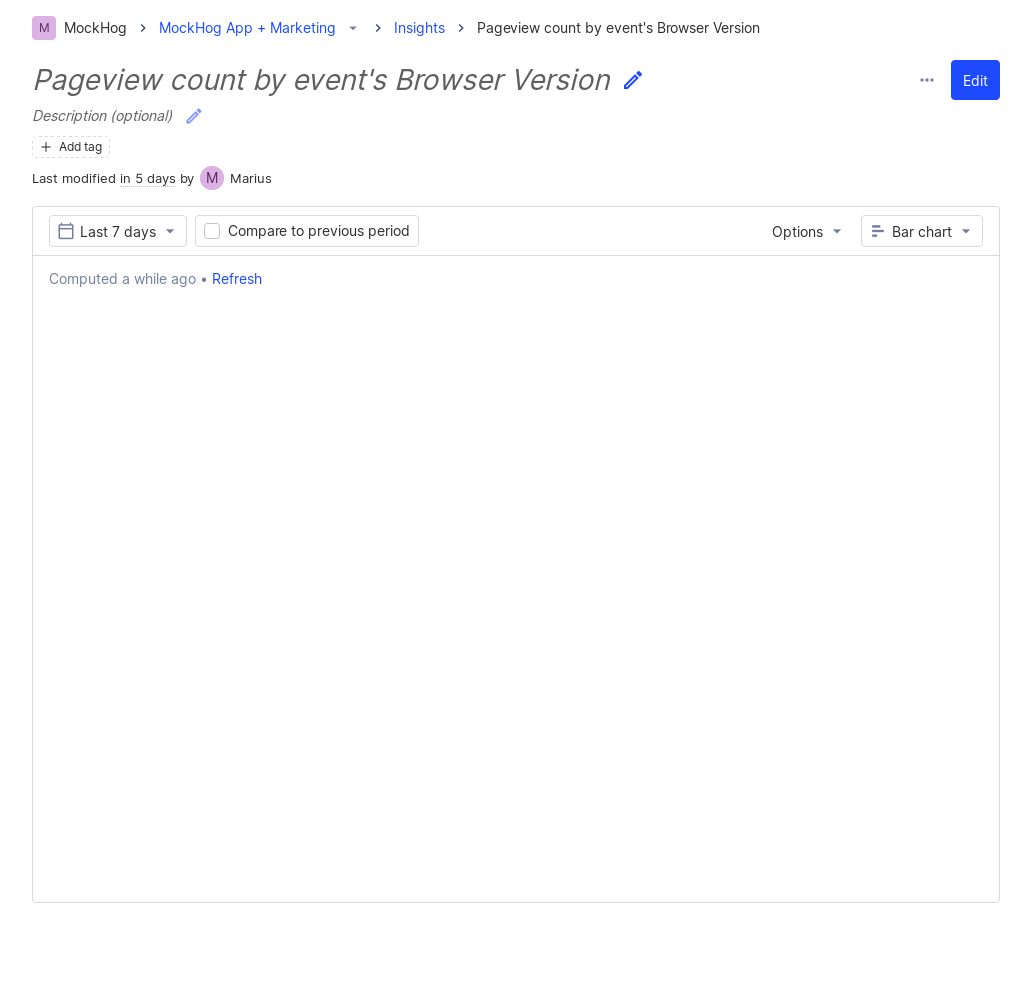 M MockHog MockHog App + Marketing Insights Pageview count by event's Browser Version
Pageview count by event's Browser Version
Edit
Description (optional)
Add tag
Last modified in 5 days by M Marius
Last 7 days Compare to previous period Options Bar chart
Computed a while ago • Refresh